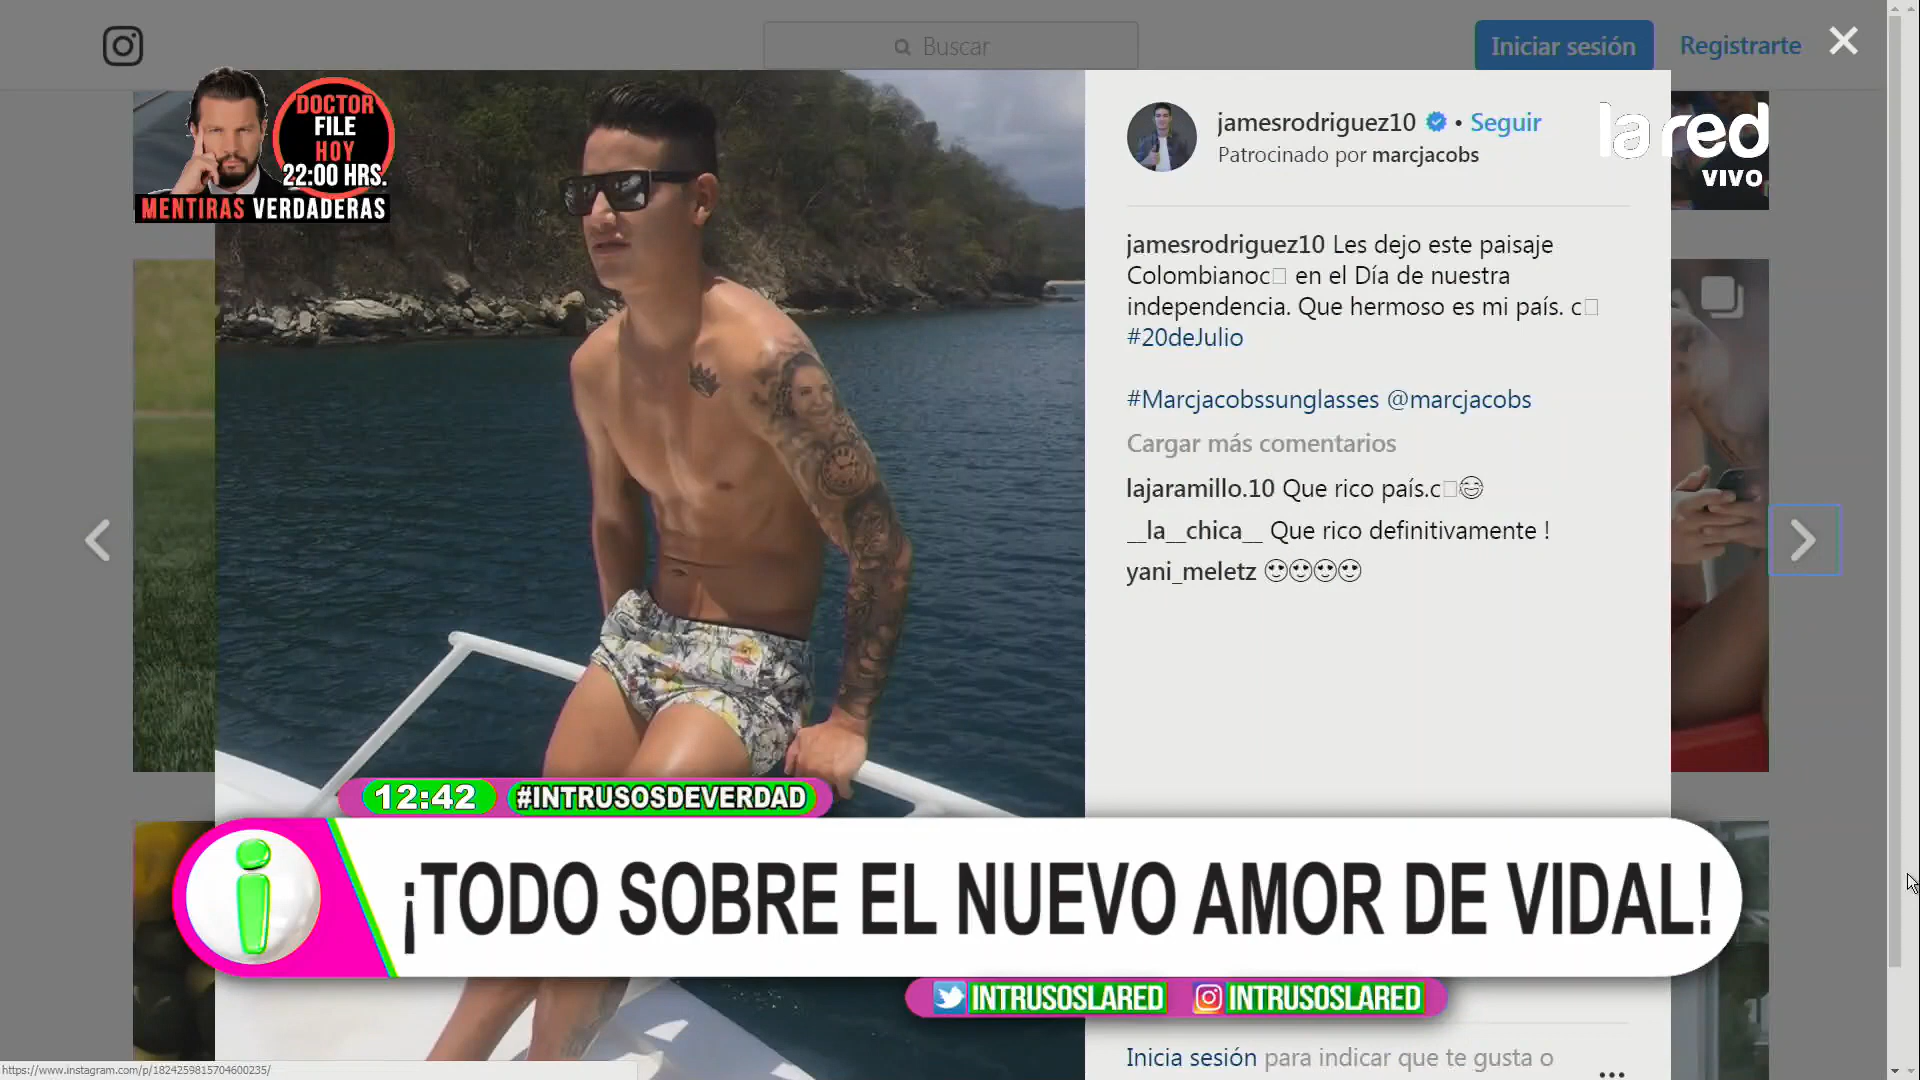 Buscar
Iniciar sesión
Registrarte
DOCTOR
FILE
HOY
22:00 HRS.
MENTIRAS VERDADERAS
jamesrodriguez10 • Seguir
Patrocinado por marcjacobs
la red
VIVO
jamesrodriguez10 Les dejo este paisaje
Colombianoc□ en el Día de nuestra
independencia. Que hermoso es mi país. c□
#20deJulio
#Marcjacobssunglasses @marcjacobs
Cargar más comentarios
lajaramillo.10 Que rico país.c□😂
__la__chica__ Que rico definitivamente !
yani_meletz 😍😍😍😍
12:42 #INTRUSOSDEVERDAD
¡TODO SOBRE EL NUEVO AMOR DE VIDAL!
INTRUSOSLARED INTRUSOSLARED
Inicia sesión para indicar que te gusta o
https://www.instagram.com/p/1824259815704600235/